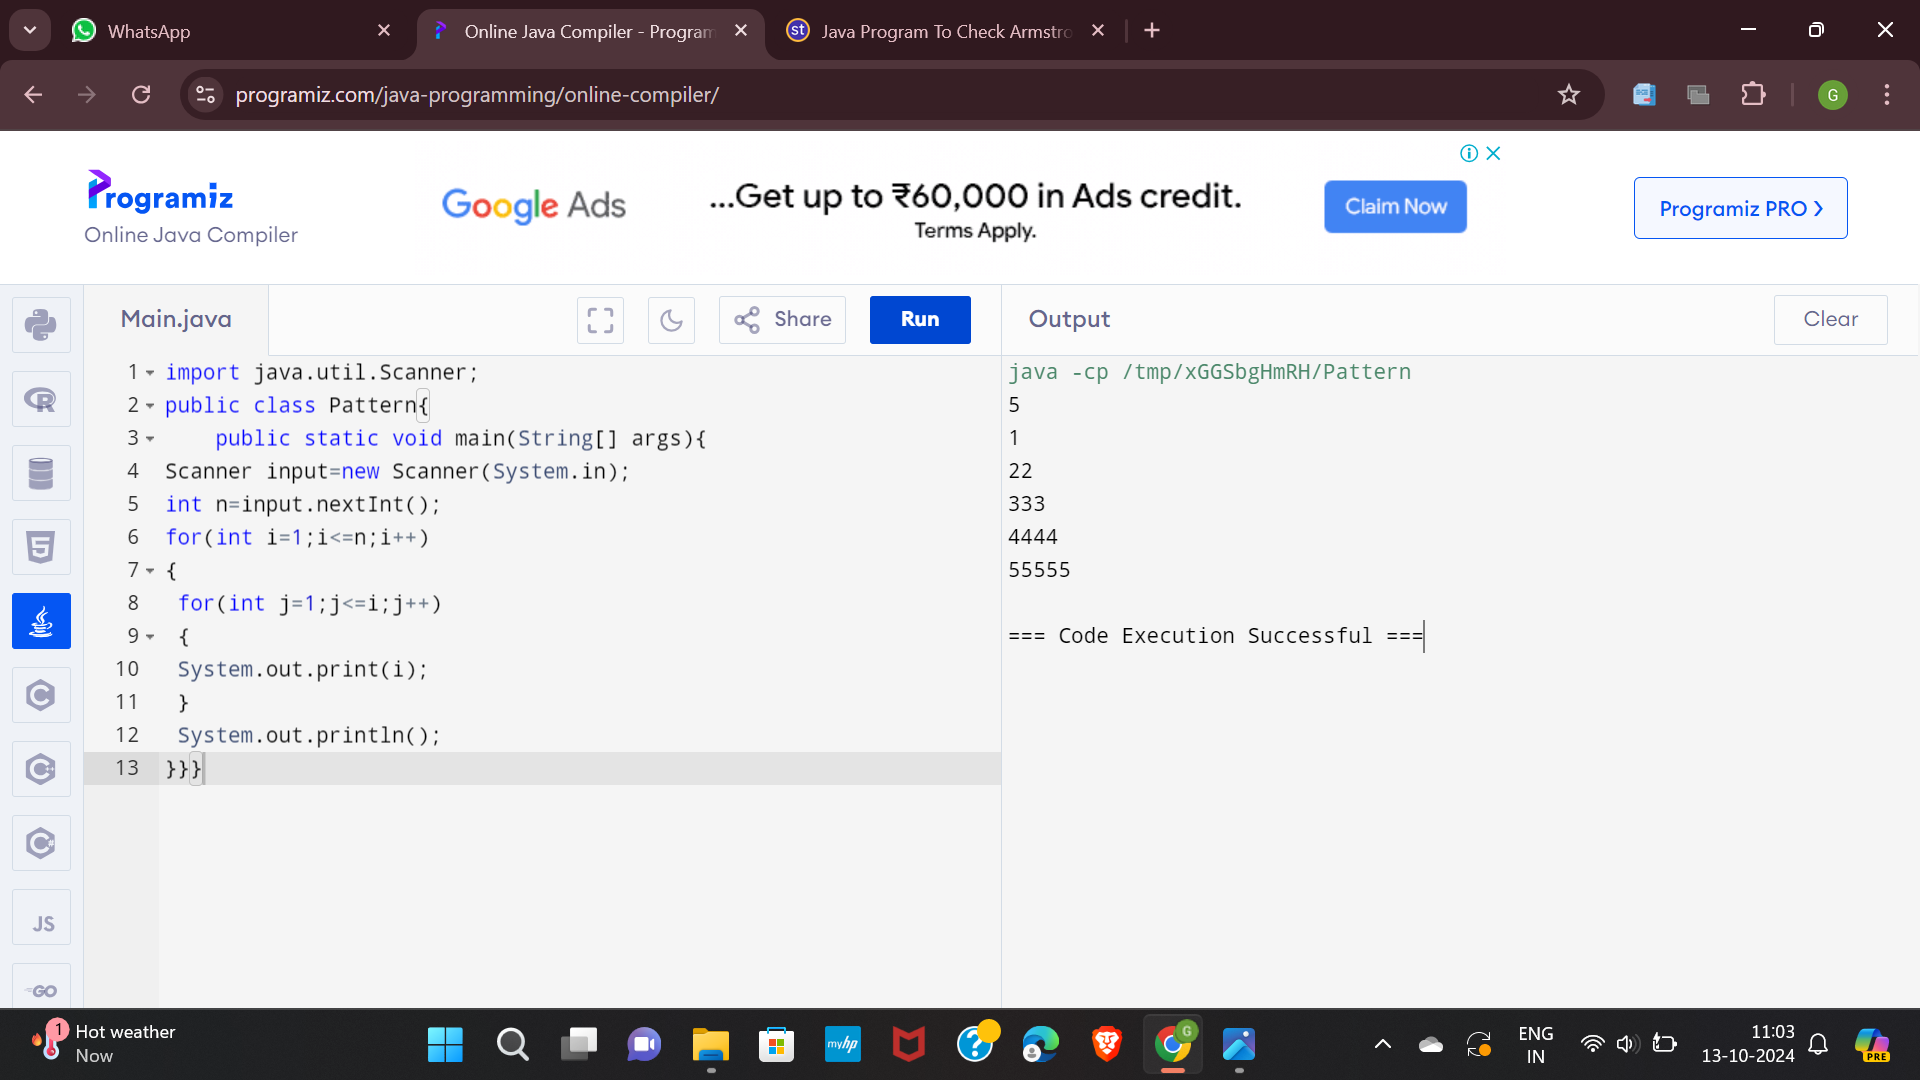 WhatsApp
Online Java Compiler - Program
Java Program To Check Armstro
programiz.com/java-programming/online-compiler/
G
Programiz
Online Java Compiler
Google Ads
...Get up to ₹60,000 in Ads credit.
Terms Apply.
Claim Now
Programiz PRO
Main.java
Share
Run
Output
Clear
1 import java.util.Scanner;
2 public class Pattern{
3     public static void main(String[] args){
4 Scanner input=new Scanner(System.in);
5 int n=input.nextInt();
6 for(int i=1;i<=n;i++)
7 {
8  for(int j=1;j<=i;j++)
9  {
10  System.out.print(i);
11  }
12  System.out.println();
13 }}}
java -cp /tmp/xGGSbgHmRH/Pattern
5
1
22
333
4444
55555
=== Code Execution Successful ===
JS
GO
1
Hot weather
Now
myhp
G
ENG
IN
11:03
13-10-2024
PRE